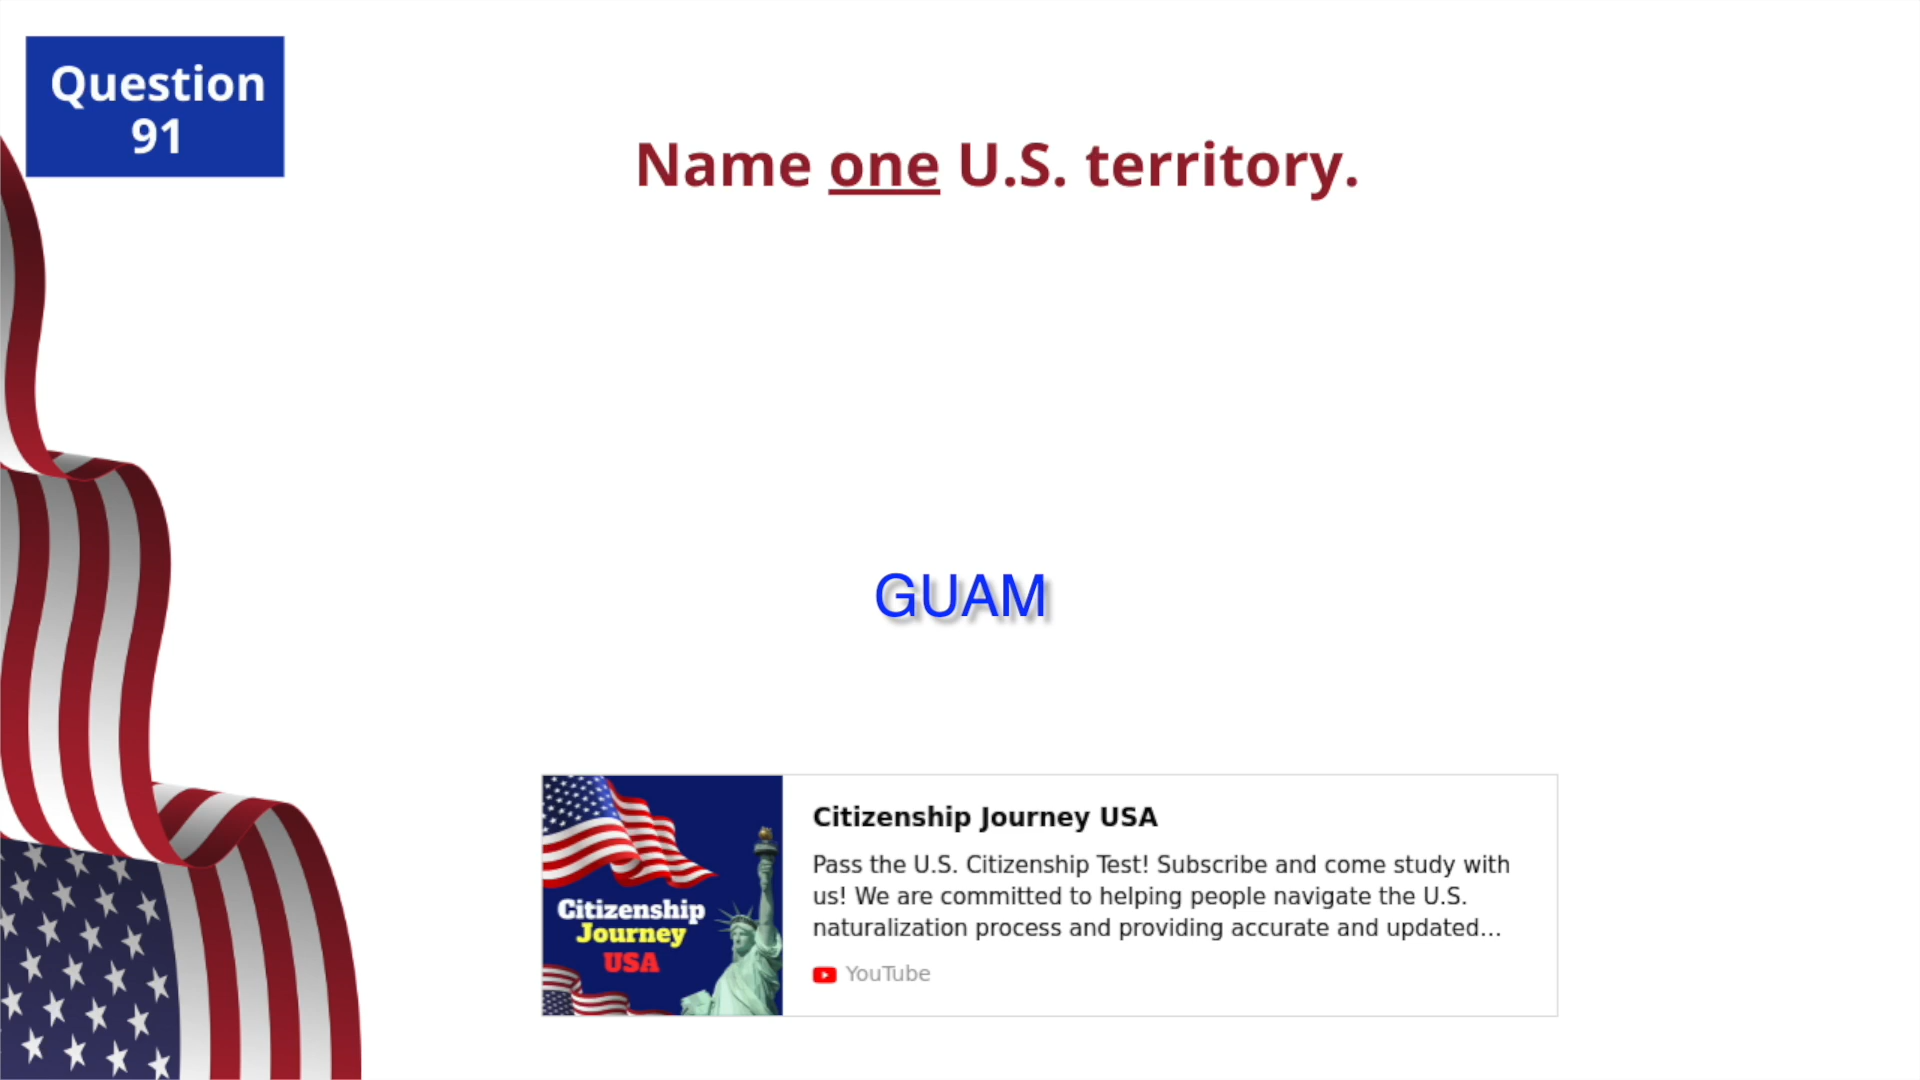 Question
91
Name one U.S. territory.
GUAM
Citizenship
Journey
USA
Citizenship Journey USA
Pass the U.S. Citizenship Test! Subscribe and come study with
us! We are committed to helping people navigate the U.S.
naturalization process and providing accurate and updated...
YouTube